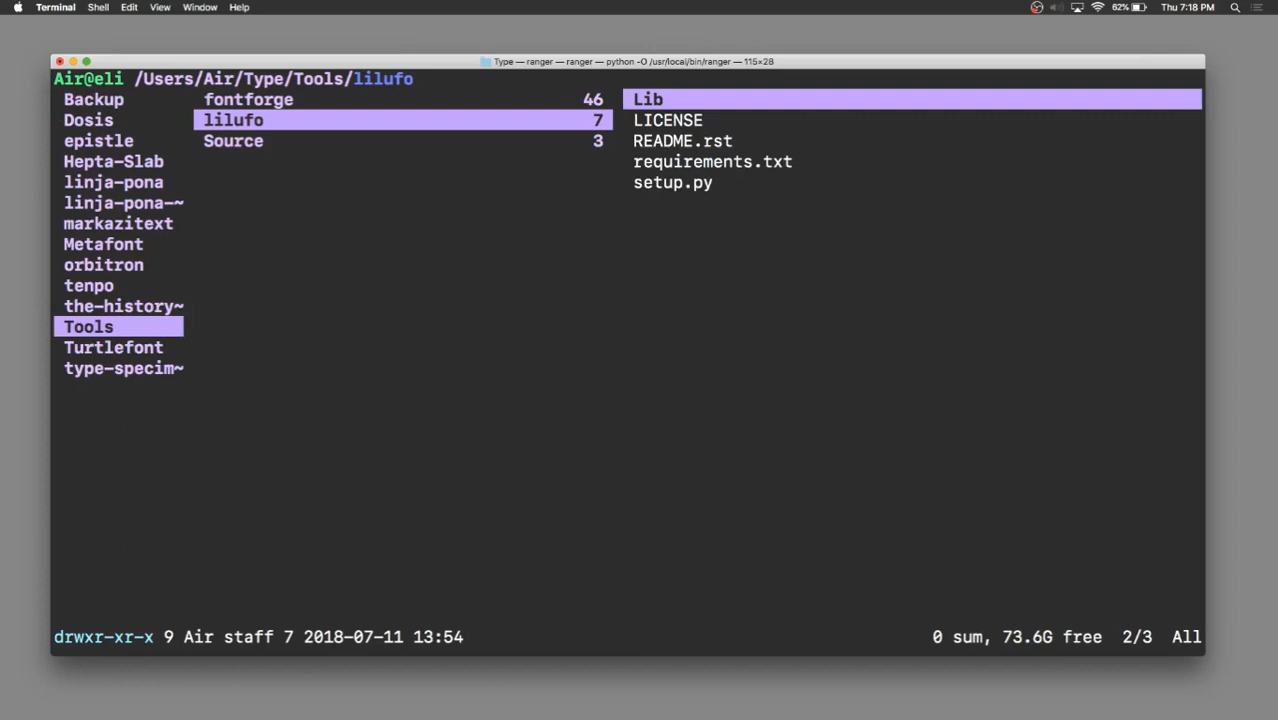 Terminal Shell Edit View Window Help 62% Thu 7:18 PM
Type — ranger — ranger — python -O /usr/local/bin/ranger — 115×28
Air@eli /Users/Air/Type/Tools/lilufo
Backup fontforge 46 Lib
Dosis lilufo 7 LICENSE
epistle Source 3 README.rst
Hepta-Slab requirements.txt
linja-pona setup.py
linja-pona-~
markazitext
Metafont
orbitron
tenpo
the-history~
Tools
Turtlefont
type-specim~
drwxr-xr-x 9 Air staff 7 2018-07-11 13:54 0 sum, 73.6G free 2/3 All